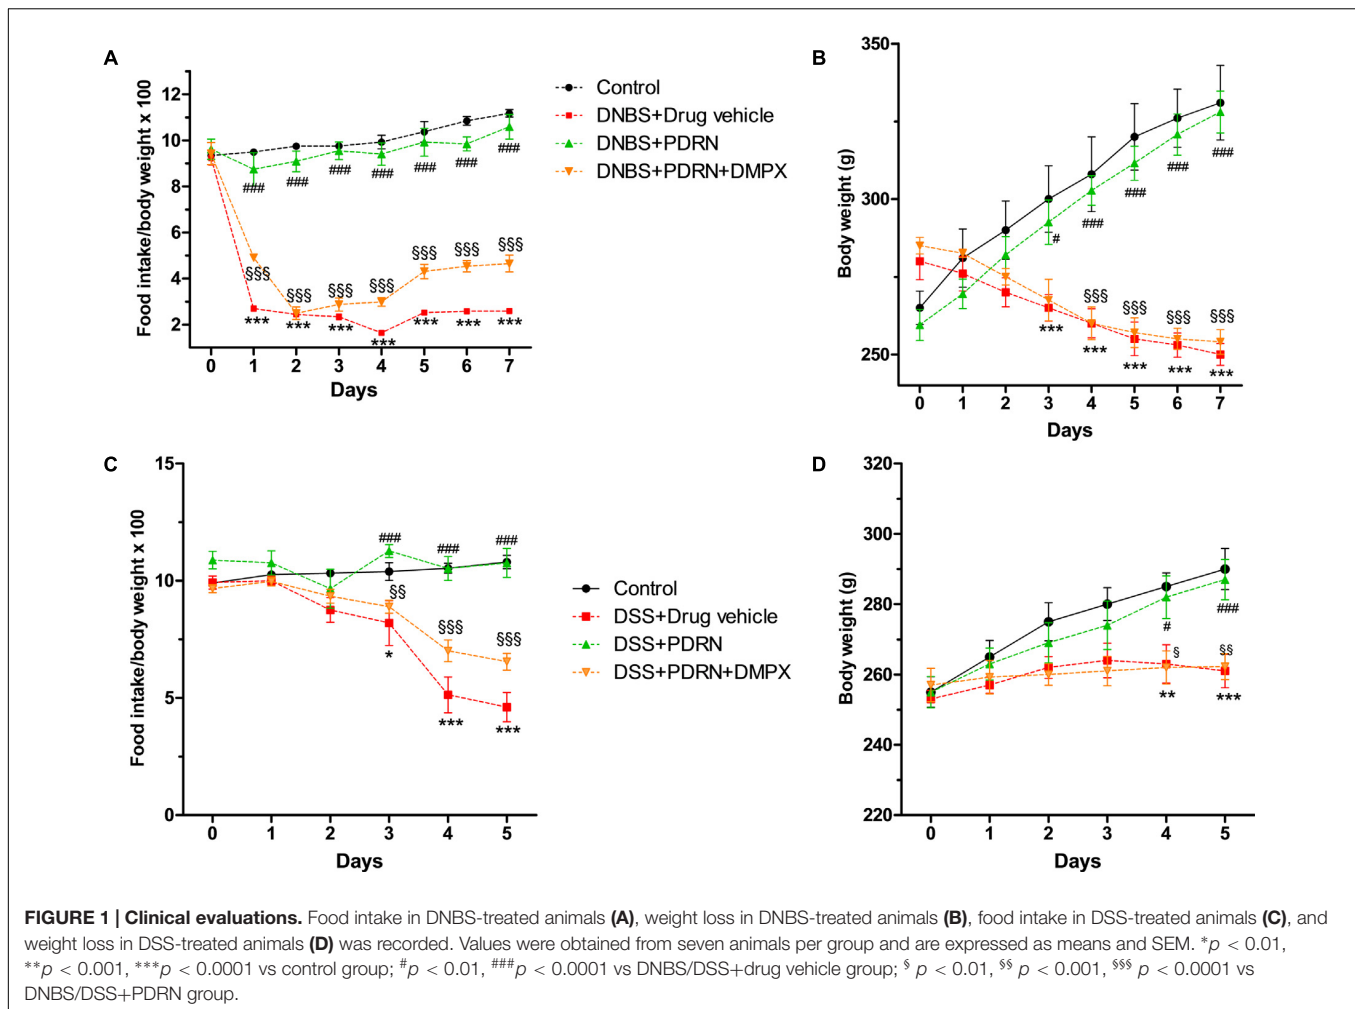 A
Food intake/body weight x 100
12
10
8
6
4
2
### ### ### ### ### ### ###
§§§ §§§ §§§ §§§ §§§ §§§ §§§
*** *** *** *** *** *** ***
0 1 2 3 4 5 6 7
Days
Control
DNBS+Drug vehicle
DNBS+PDRN
DNBS+PDRN+DMPX
B
Body weight (g)
350
300
250
# ### ### ### ###
§§§ §§§ §§§ §§§
*** *** *** *** ***
0 1 2 3 4 5 6 7
Days
C
Food intake/body weight x 100
15
10
5
0
### ### ###
§§ §§§ §§§
* *** ***
0 1 2 3 4 5
Days
Control
DSS+Drug vehicle
DSS+PDRN
DSS+PDRN+DMPX
D
Body weight (g)
320
300
280
260
240
220
# ###
§ §§
** ***
0 1 2 3 4 5
Days
FIGURE 1 | Clinical evaluations. Food intake in DNBS-treated animals (A), weight loss in DNBS-treated animals (B), food intake in DSS-treated animals (C), and
weight loss in DSS-treated animals (D) was recorded. Values were obtained from seven animals per group and are expressed as means and SEM. *p < 0.01,
**p < 0.001, ***p < 0.0001 vs control group; #p < 0.01, ###p < 0.0001 vs DNBS/DSS+drug vehicle group; § p < 0.01, §§ p < 0.001, §§§ p < 0.0001 vs
DNBS/DSS+PDRN group.